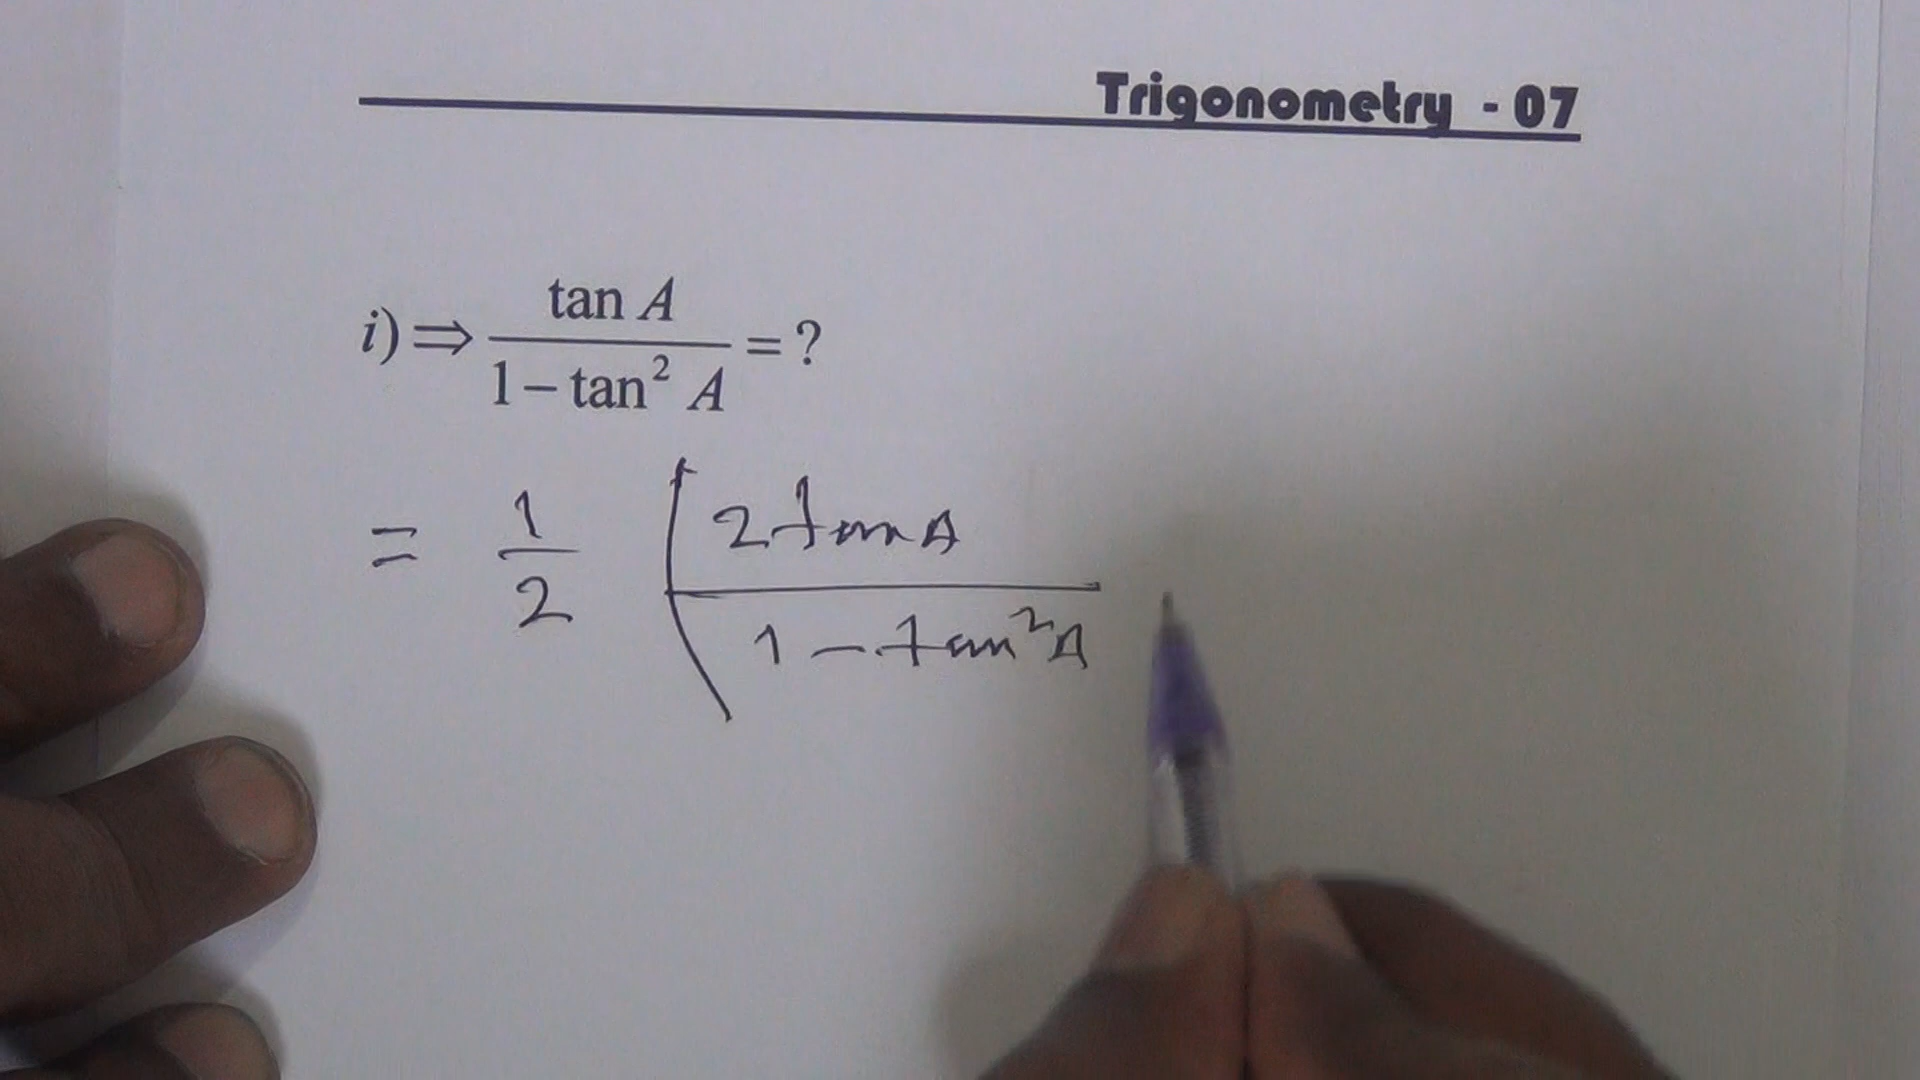 Trigonometry - 07
i) ⇒ tan A / (1 − tan² A) = ?
= 1/2 ( 2 tan A / 1 − tan² A